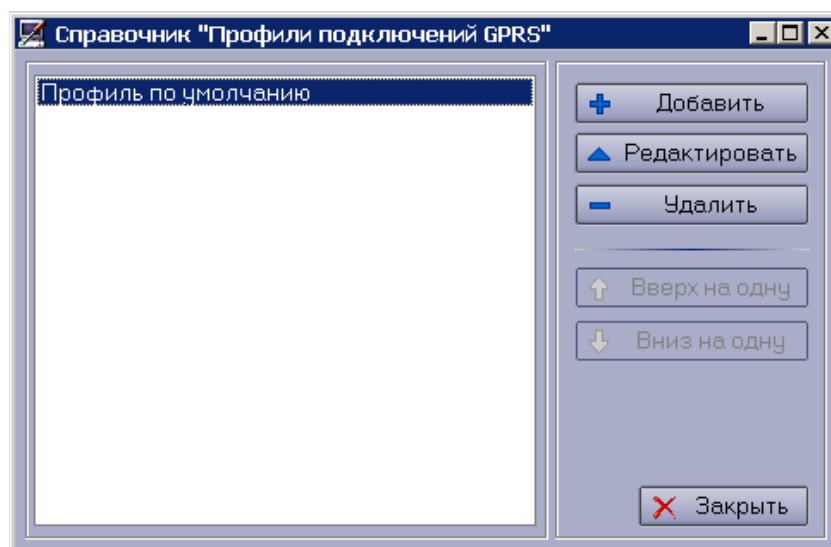 Справочник "Профили подключений GPRS"
Профиль по умолчанию
Добавить
Редактировать
Удалить
Вверх на одну
Вниз на одну
Закрыть